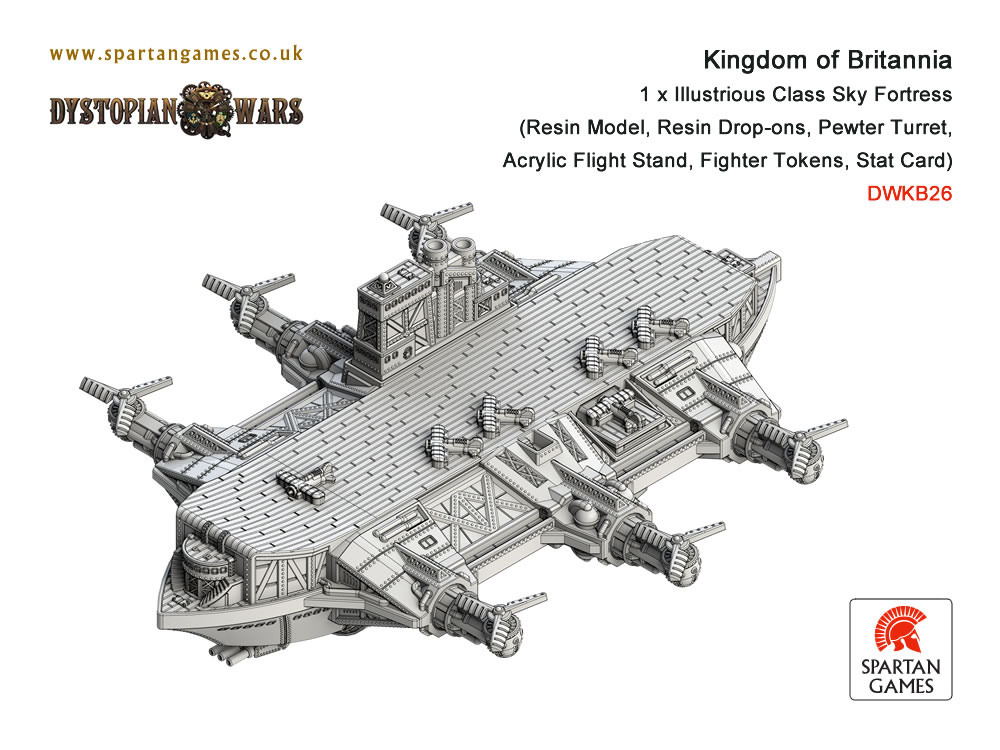 www.spartangames.co.uk
DYSTOPIAN WARS
Kingdom of Britannia
1 x Illustrious Class Sky Fortress
(Resin Model, Resin Drop-ons, Pewter Turret,
Acrylic Flight Stand, Fighter Tokens, Stat Card)
DWKB26
SPARTAN
GAMES